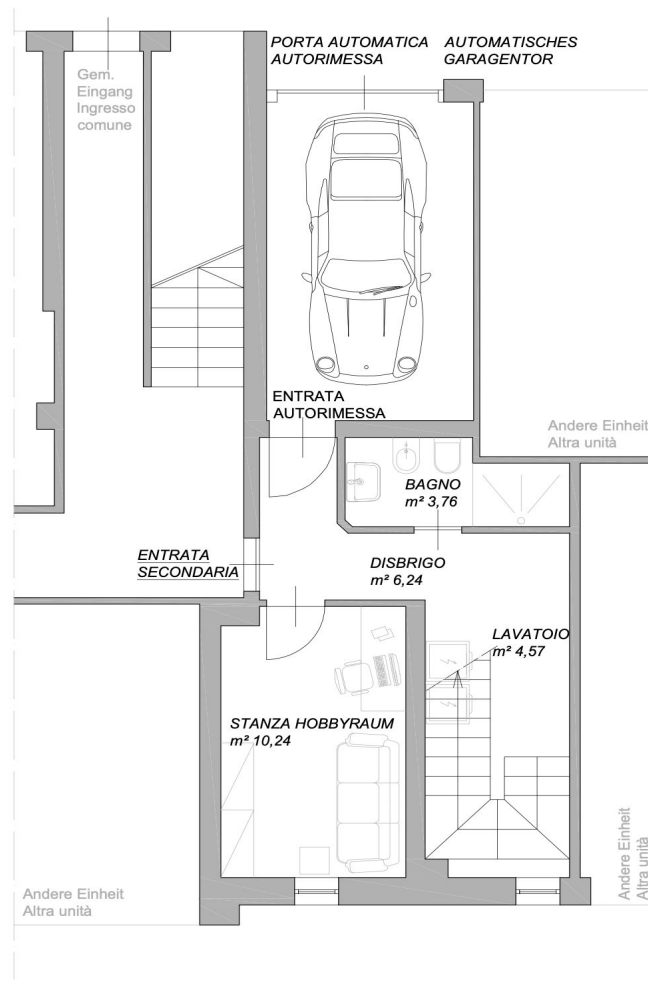 PORTA AUTOMATICA
AUTORIMESSA
AUTOMATISCHES
GARAGENTOR
Gem.
Eingang
Ingresso
comune
ENTRATA
AUTORIMESSA
Andere Einheit
Altra unità
BAGNO
m² 3,76
ENTRATA
SECONDARIA
DISBRIGO
m² 6,24
LAVATOIO
m² 4,57
STANZA HOBBYRAUM
m² 10,24
Andere Einheit
Altra unità
Andere Einheit
Altra unità